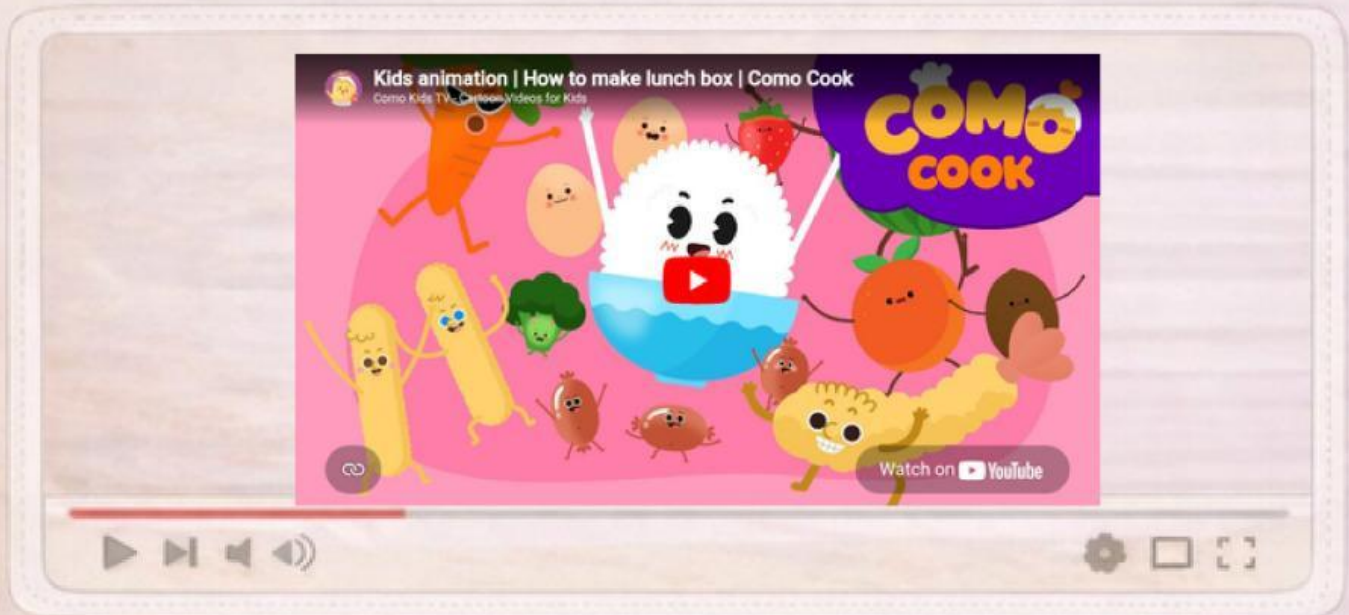 Kids animation | How to make lunch box | Como Cook
Como Kids TV - Cartoon Videos for Kids
COMO
COOK
Watch on YouTube